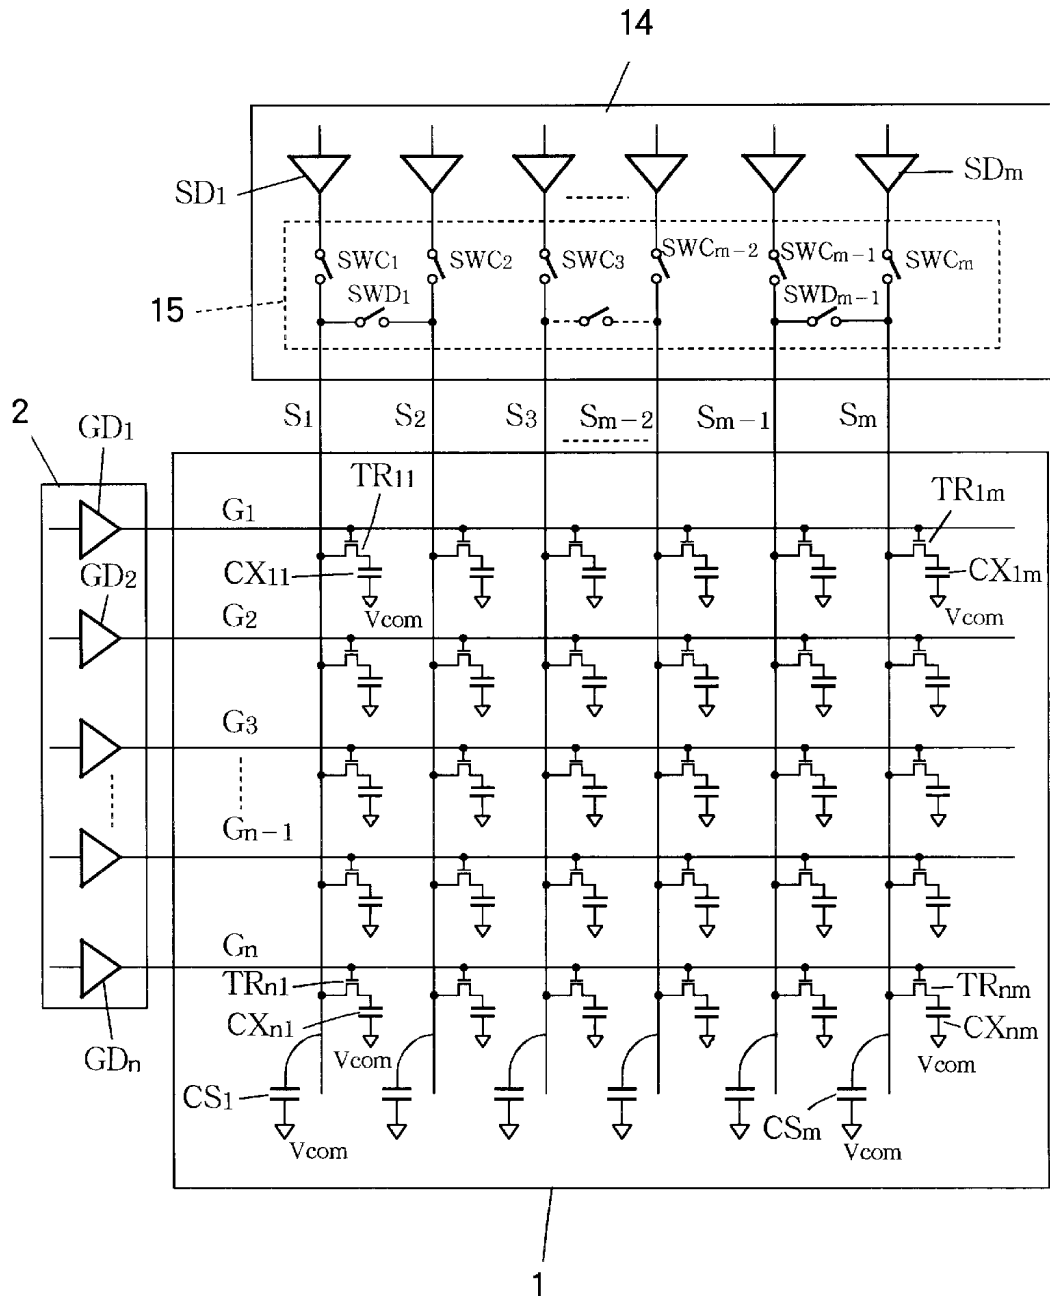 14
SD1
SDm
SWC1
SWC2
SWC3
SWCm-2
SWCm-1
SWCm
15
SWD1
SWDm-1
S1
S2
S3
Sm-2
Sm-1
Sm
2
GD1
TR11
TR1m
G1
CX11
CX1m
GD2
Vcom
Vcom
G2
G3
Gn-1
Gn
TRn1
TRnm
CXn1
CXnm
GDn
Vcom
Vcom
CS1
CSm
Vcom
Vcom
1